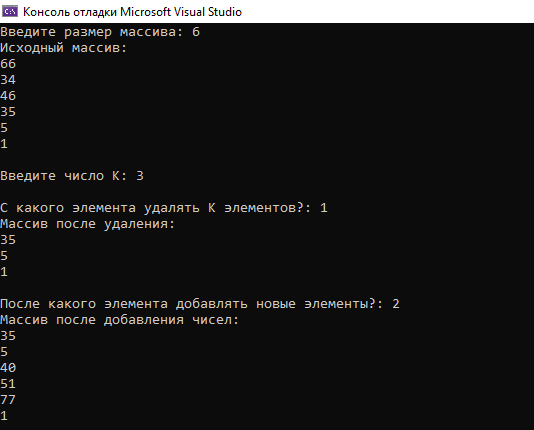 Консоль отладки Microsoft Visual Studio
Введите размер массива: 6
Исходный массив:
66
34
46
35
5
1
Введите число K: 3
С какого элемента удалять K элементов?: 1
Массив после удаления:
35
5
1
После какого элемента добавлять новые элементы?: 2
Массив после добавления чисел:
35
5
40
51
77
1